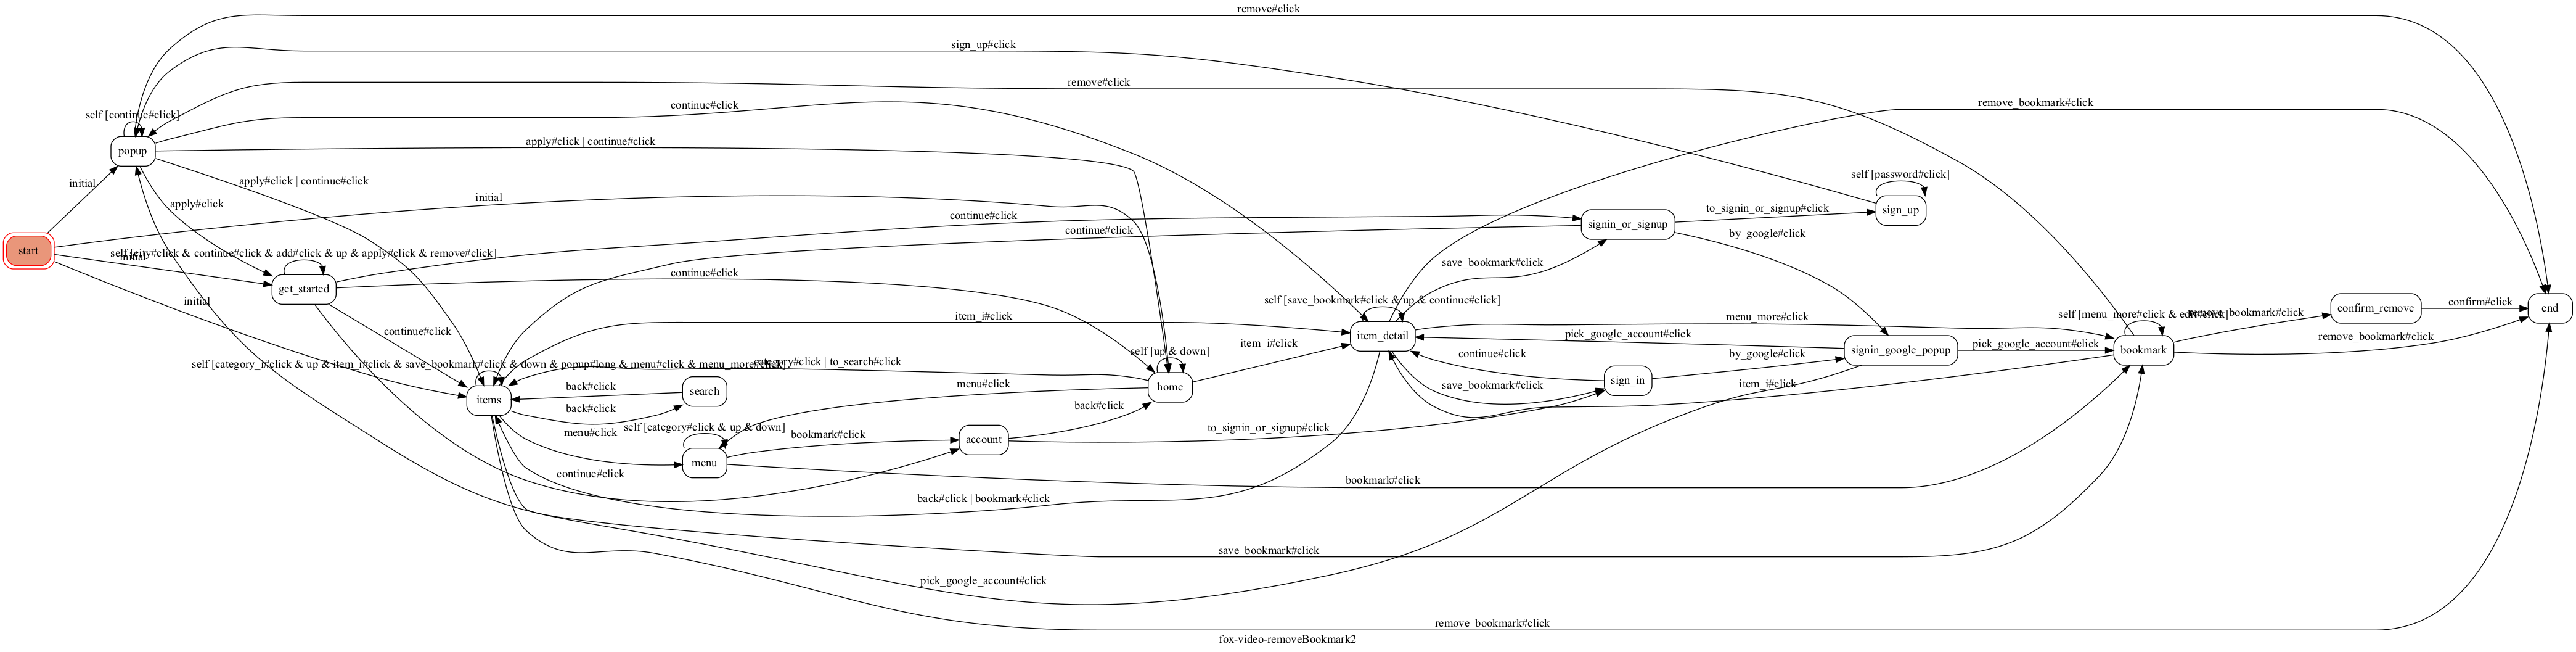 remove#click
sign_up#click
remove#click
continue#click
remove_bookmark#click
self [continue#click]
popup
apply#click | continue#click
initial
apply#click | continue#click
self [password#click]
initial
apply#click
continue#click
to_signin_or_signup#click
sign_up
signin_or_signup
continue#click
by_google#click
start
self [city#click & continue#click & add#click & up & apply#click & remove#click]
initial
save_bookmark#click
continue#click
get_started
initial
self [save_bookmark#click & up & continue#click]
confirm#click
confirm_remove
end
item_i#click
menu_more#click
self [menu_more#click & edit#click]
remove_bookmark#click
continue#click
item_detail
pick_google_account#click
remove_bookmark#click
item_i#click
pick_google_account#click
signin_google_popup
bookmark
self [up & down]
continue#click
by_google#click
self [category_i#click & up & item_i#click & save_bookmark#click & down & popup#long & menu#click & menu_more#click]
category#click | to_search#click
sign_in
item_i#click
back#click
menu#click
home
save_bookmark#click
search
items
back#click
back#click
self [category#click & up & down]
to_signin_or_signup#click
menu#click
bookmark#click
account
menu
continue#click
bookmark#click
back#click | bookmark#click
save_bookmark#click
pick_google_account#click
remove_bookmark#click
fox-video-removeBookmark2